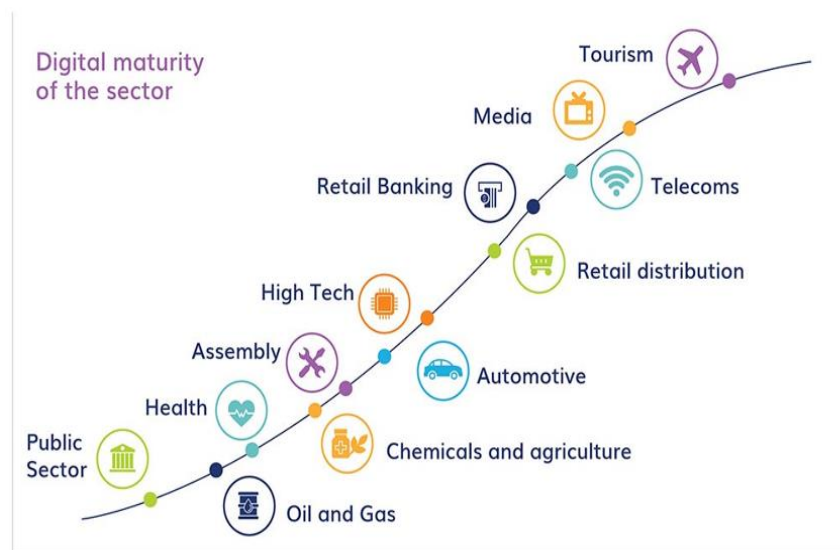 Digital maturity
of the sector
Tourism
Media
Retail Banking
Telecoms
Retail distribution
High Tech
Assembly
Automotive
Health
Public
Sector
Chemicals and agriculture
Oil and Gas